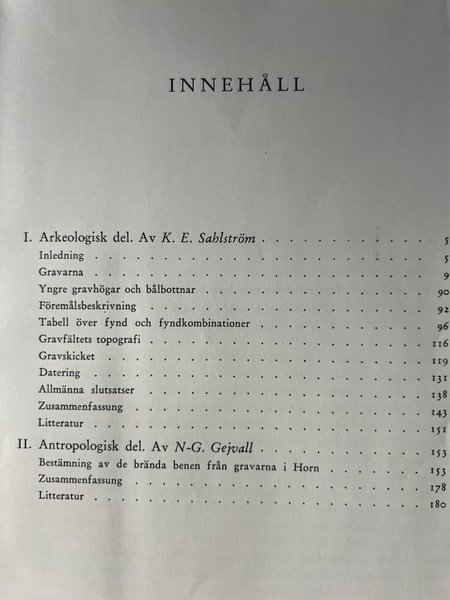 INNEHÅLL
I. Arkeologisk del. Av K. E. Sahlström . . . . . . . . . . . . 5
Inledning . . . . . . . . . . . . . . . . . . 5
Gravarna . . . . . . . . . . . . . . . . . . 9
Yngre gravhögar och bålbottnar . . . . . . . . . . . . 90
Föremålsbeskrivning . . . . . . . . . . . . . . . 92
Tabell över fynd och fyndkombinationer . . . . . . . . . . 96
Gravfältets topografi . . . . . . . . . . . . . . . 116
Gravskicket . . . . . . . . . . . . . . . . . 119
Datering . . . . . . . . . . . . . . . . . . 131
Allmänna slutsatser . . . . . . . . . . . . . . . 138
Zusammenfassung . . . . . . . . . . . . . . . . 143
Litteratur . . . . . . . . . . . . . . . . . . 151
II. Antropologisk del. Av N-G. Gejvall . . . . . . . . . . . . 153
Bestämning av de brända benen från gravarna i Horn . . . . . . . . 153
Zusammenfassung . . . . . . . . . . . . . . . . 178
Litteratur . . . . . . . . . . . . . . . . . . 180